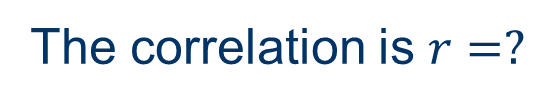 The correlation is 𝑟 =?